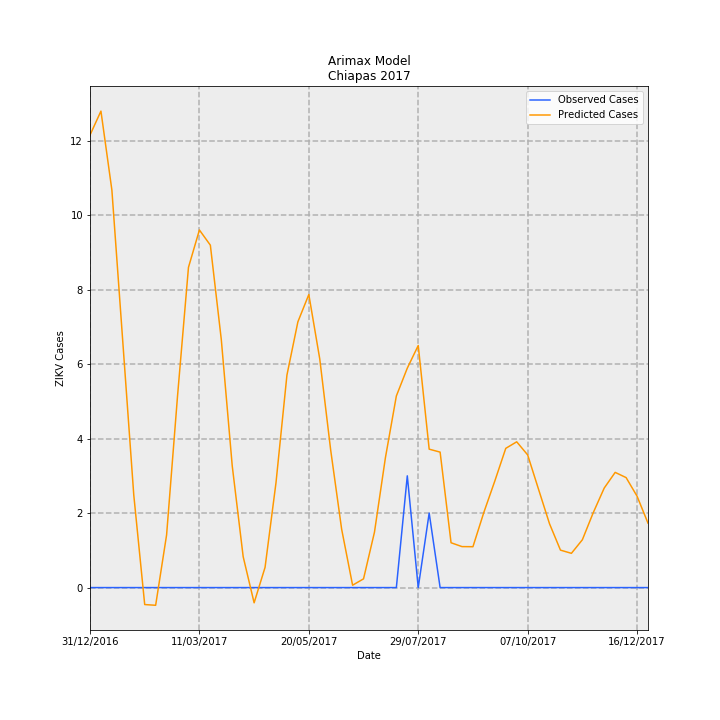 Arimax Model
Chiapas 2017
Observed Cases
Predicted Cases
12
10
8
6
4
2
0
ZIKV Cases
31/12/2016
11/03/2017
20/05/2017
29/07/2017
07/10/2017
16/12/2017
Date